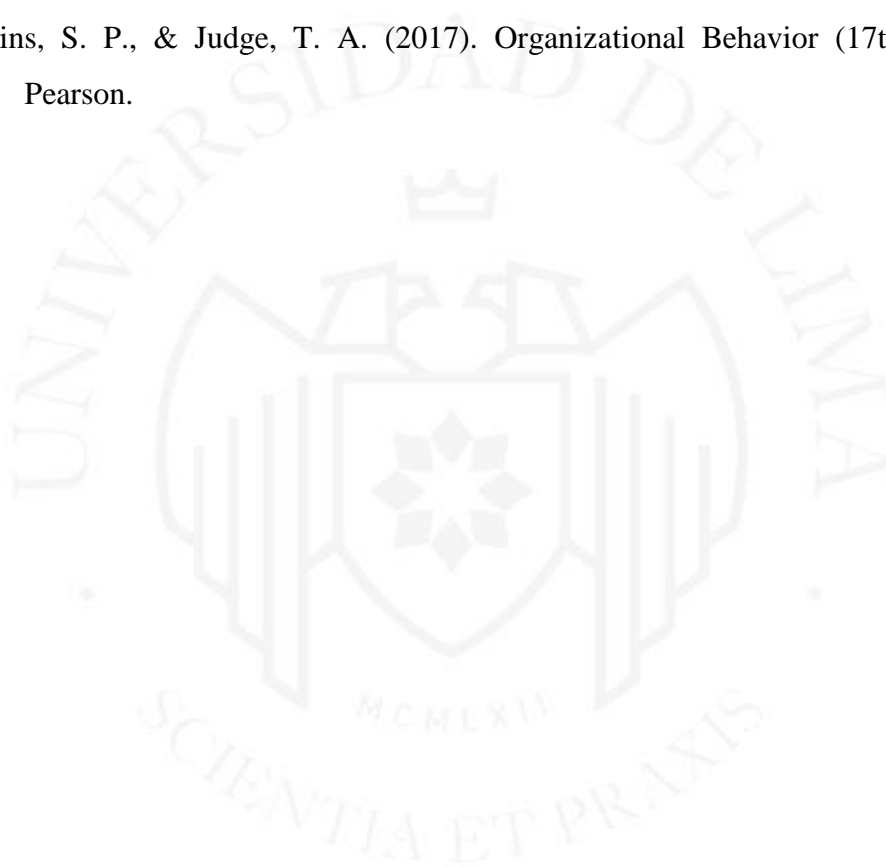 ins, S. P., & Judge, T. A. (2017). Organizational Behavior (17t
Pearson.
UNIVERSIDAD DE LIMA
MCMLXII
SCIENTIA ET PRAXIS